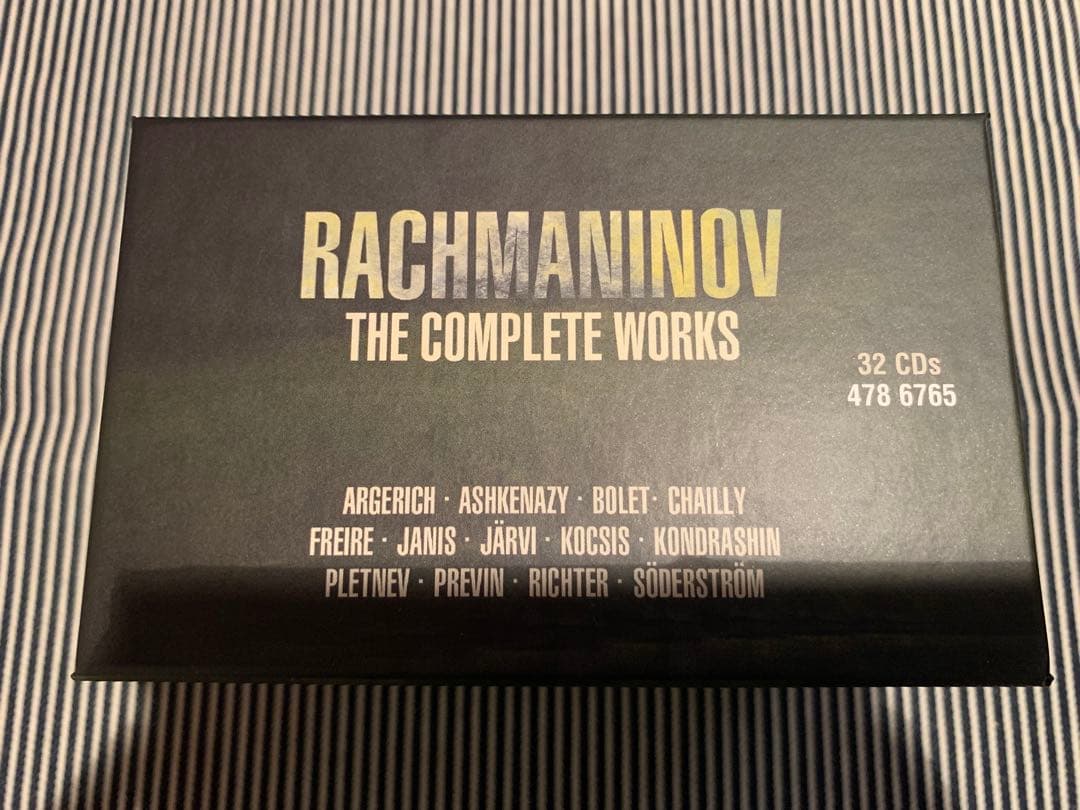 RACHMANINOV
THE COMPLETE WORKS
32 CDs
478 6765
ARGERICH · ASHKENAZY · BOLET · CHAILLY
FREIRE · JANIS · JÄRVI · KOCSIS · KONDRASHIN
PLETNEV · PREVIN · RICHTER · SÖDERSTRÖM